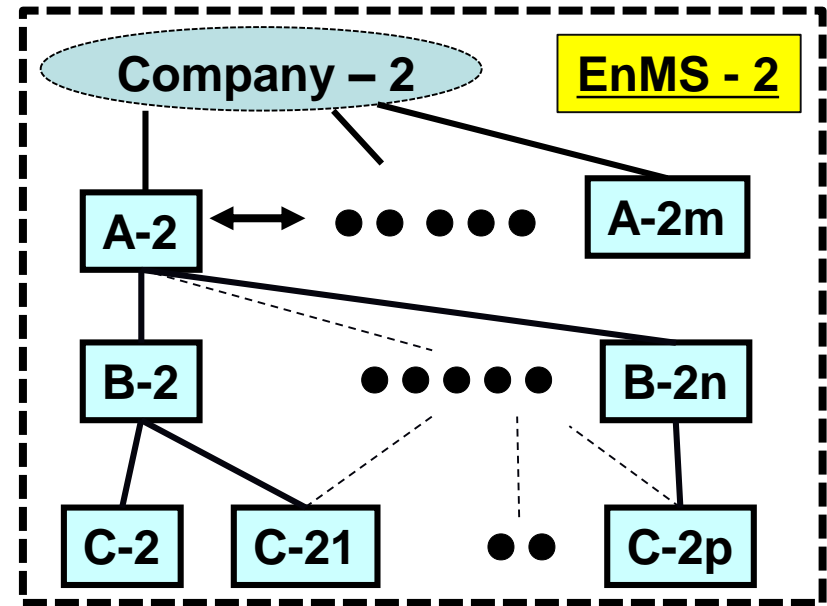 Company – 2
EnMS - 2
A-2
A-2m
B-2
B-2n
C-2
C-21
C-2p